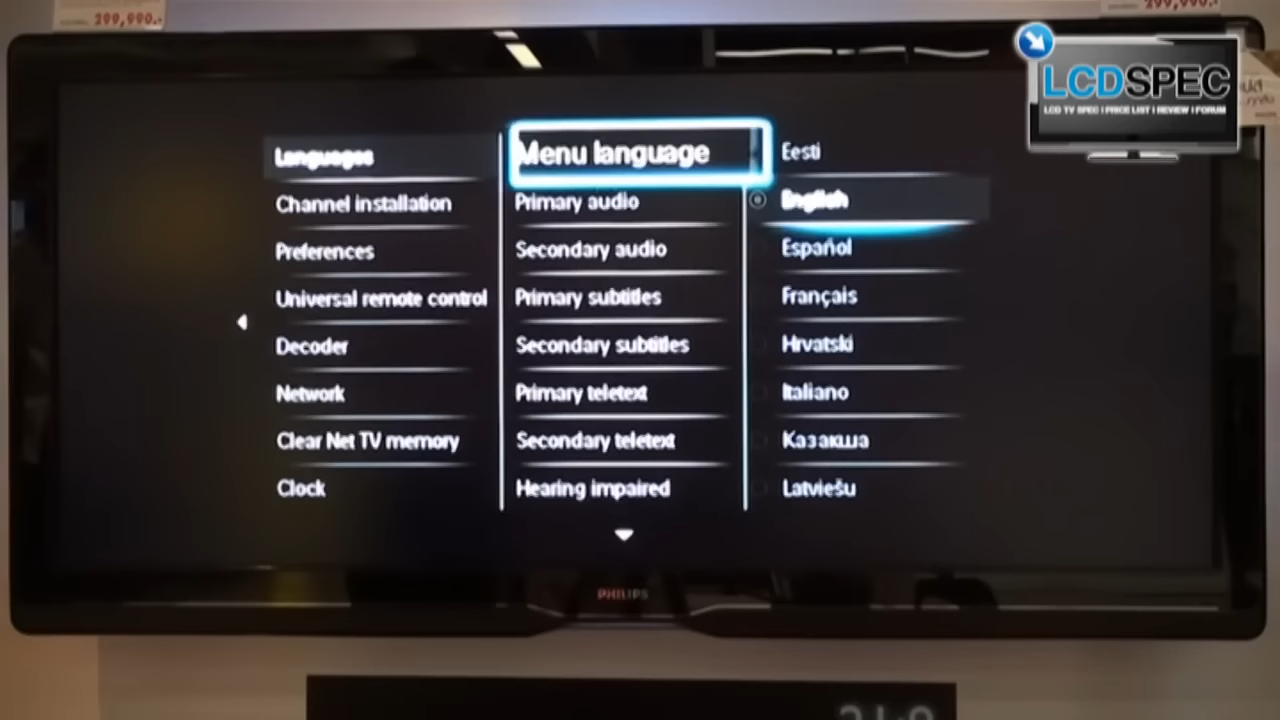 299,990.-
299,990.-
LCDSPEC
LCD TV SPEC | PRICE LIST | REVIEW | FORUM
Languages
Channel installation
Preferences
Universal remote control
Decoder
Network
Clear Net TV memory
Clock
Menu language
Primary audio
Secondary audio
Primary subtitles
Secondary subtitles
Primary teletext
Secondary teletext
Hearing impaired
Eesti
English
Español
Français
Hrvatski
Italiano
Казакша
Latviešu
PHILIPS